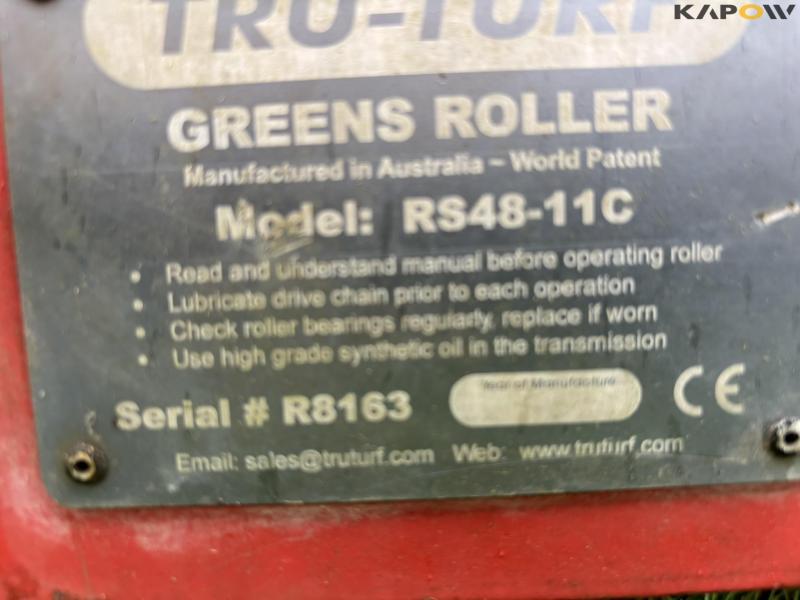 KAPOW
TRU-TURF
GREENS ROLLER
Manufactured in Australia ~ World Patent
Model: RS48-11C
• Read and understand manual before operating roller
• Lubricate drive chain prior to each operation
• Check roller bearings regularly, replace if worn
• Use high grade synthetic oil in the transmission
Year of Manufacture
Serial # R8163
CE
Email: sales@truturf.com Web: www.truturf.com